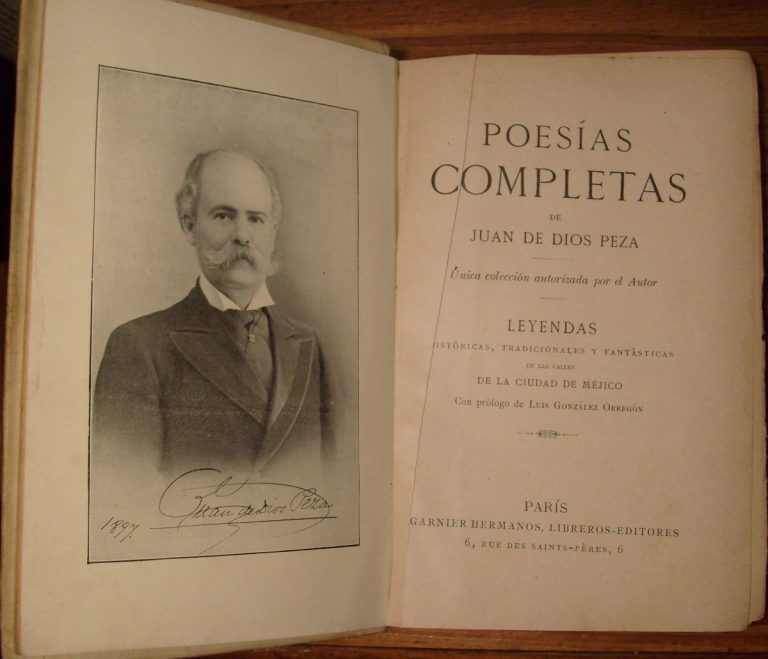 Juan de Dios Peza
1897.
POESÍAS
COMPLETAS
DE
JUAN DE DIOS PEZA
Única colección autorizada por el Autor
LEYENDAS
HISTÓRICAS, TRADICIONALES Y FANTÁSTICAS
DE LAS CALLES
DE LA CIUDAD DE MÉJICO
Con prólogo de LUIS GONZÁLEZ OBREGÓN
PARÍS
GARNIER HERMANOS, LIBREROS-EDITORES
6, RUE DES SAINTS-PÈRES, 6